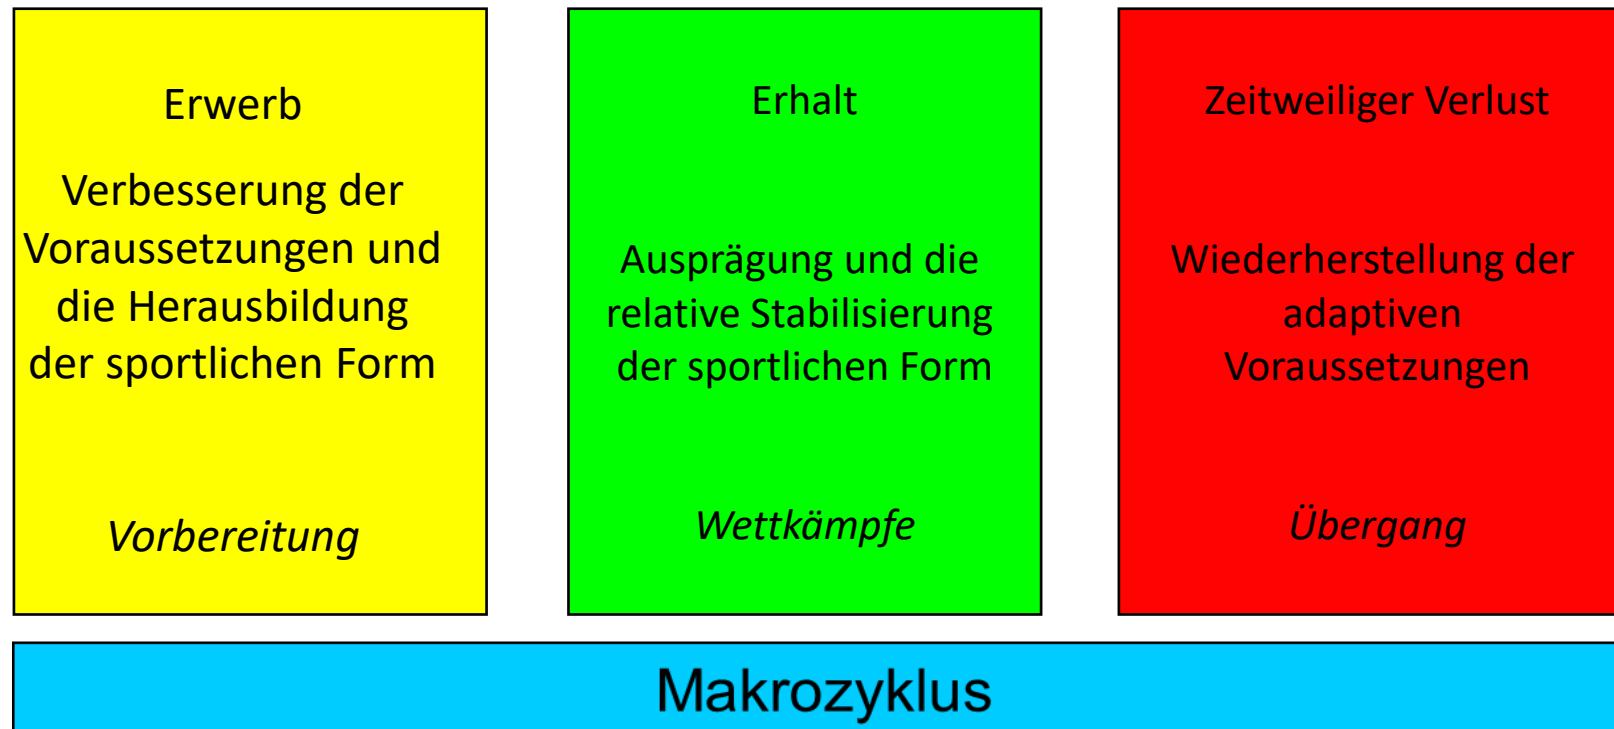 Erwerb
Verbesserung der
Voraussetzungen und
die Herausbildung
der sportlichen Form
Vorbereitung
Erhalt
Ausprägung und die
relative Stabilisierung
der sportlichen Form
Wettkämpfe
Zeitweiliger Verlust
Wiederherstellung der
adaptiven
Voraussetzungen
Übergang
Makrozyklus